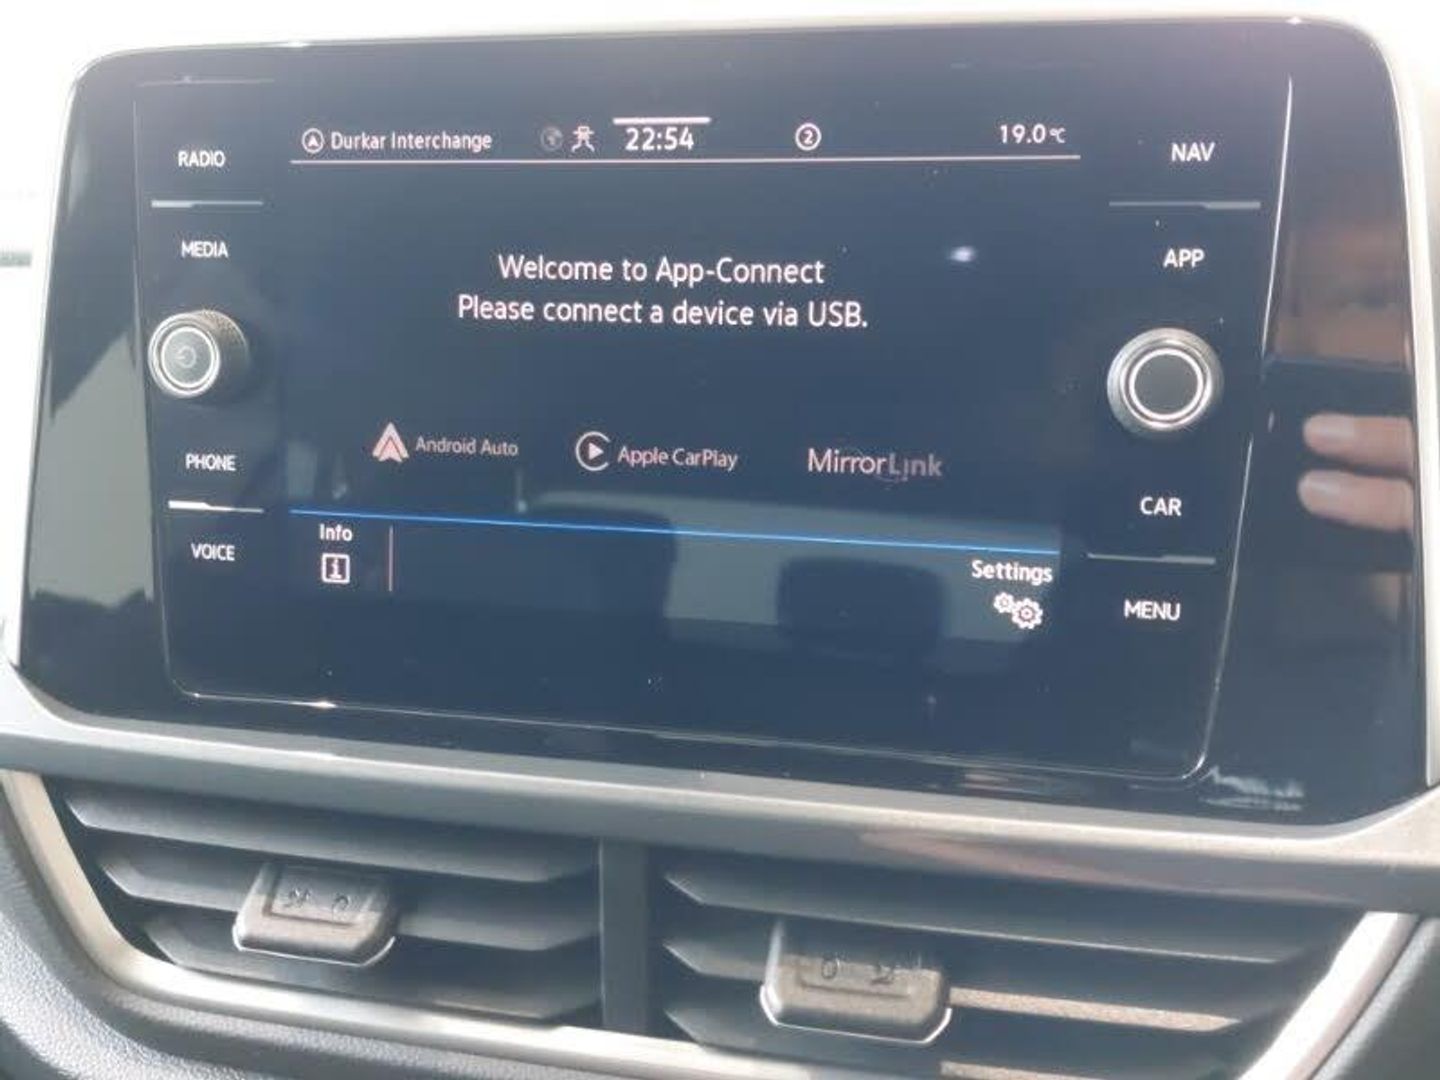 RADIO
Durkar Interchange 22:54 2 19.0°C
NAV
MEDIA
APP
Welcome to App-Connect
Please connect a device via USB.
Android Auto Apple CarPlay MirrorLink
PHONE
CAR
VOICE
Info
Settings
MENU